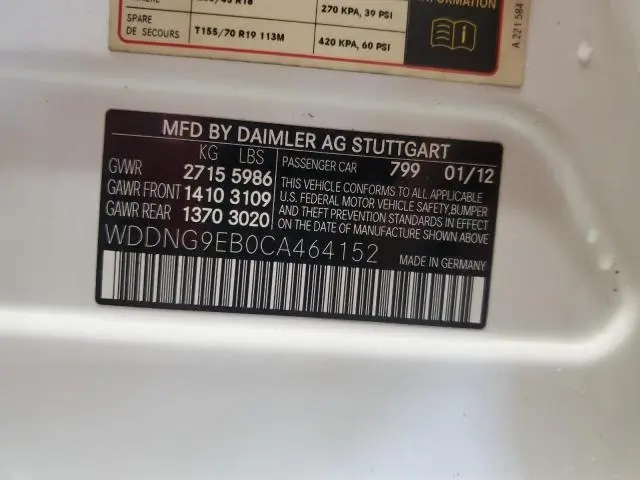 270 KPA, 39 PSI
INFORMATION
SPARE
DE SECOURS
T155/70 R19 113M
420 KPA, 60 PSI
A 221 584
MFD BY DAIMLER AG STUTTGART
KG LBS
GVWR 2715 5986
GAWR FRONT 1410 3109
GAWR REAR 1370 3020
PASSENGER CAR 799 01/12
THIS VEHICLE CONFORMS TO ALL APPLICABLE
U.S. FEDERAL MOTOR VEHICLE SAFETY,BUMPER
AND THEFT PREVENTION STANDARDS IN EFFECT
ON THE DATE OF MANUFACTURE SHOWN ABOVE.
WDDNG9EB0CA464152
MADE IN GERMANY